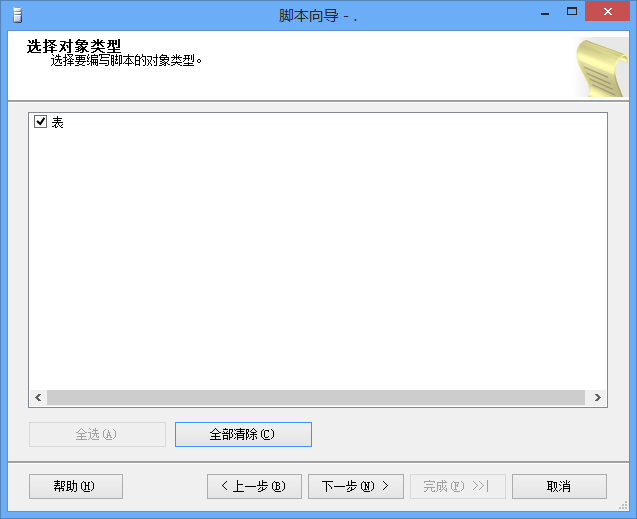 脚本向导 - .
选择对象类型
选择要编写脚本的对象类型。
表
全选(A)
全部清除(C)
帮助(H)
< 上一步(B)
下一步(N) >
完成(F) >>|
取消